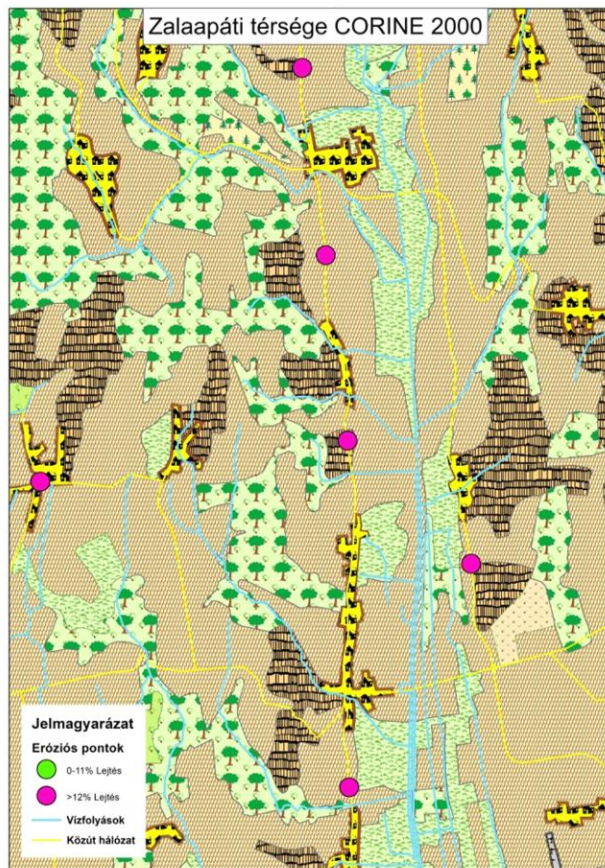 Zalaapáti térsége CORINE 2000
Jelmagyarázat
Eróziós pontok
0-11% Lejtés
>12% Lejtés
Vízfolyások
Közút hálózat